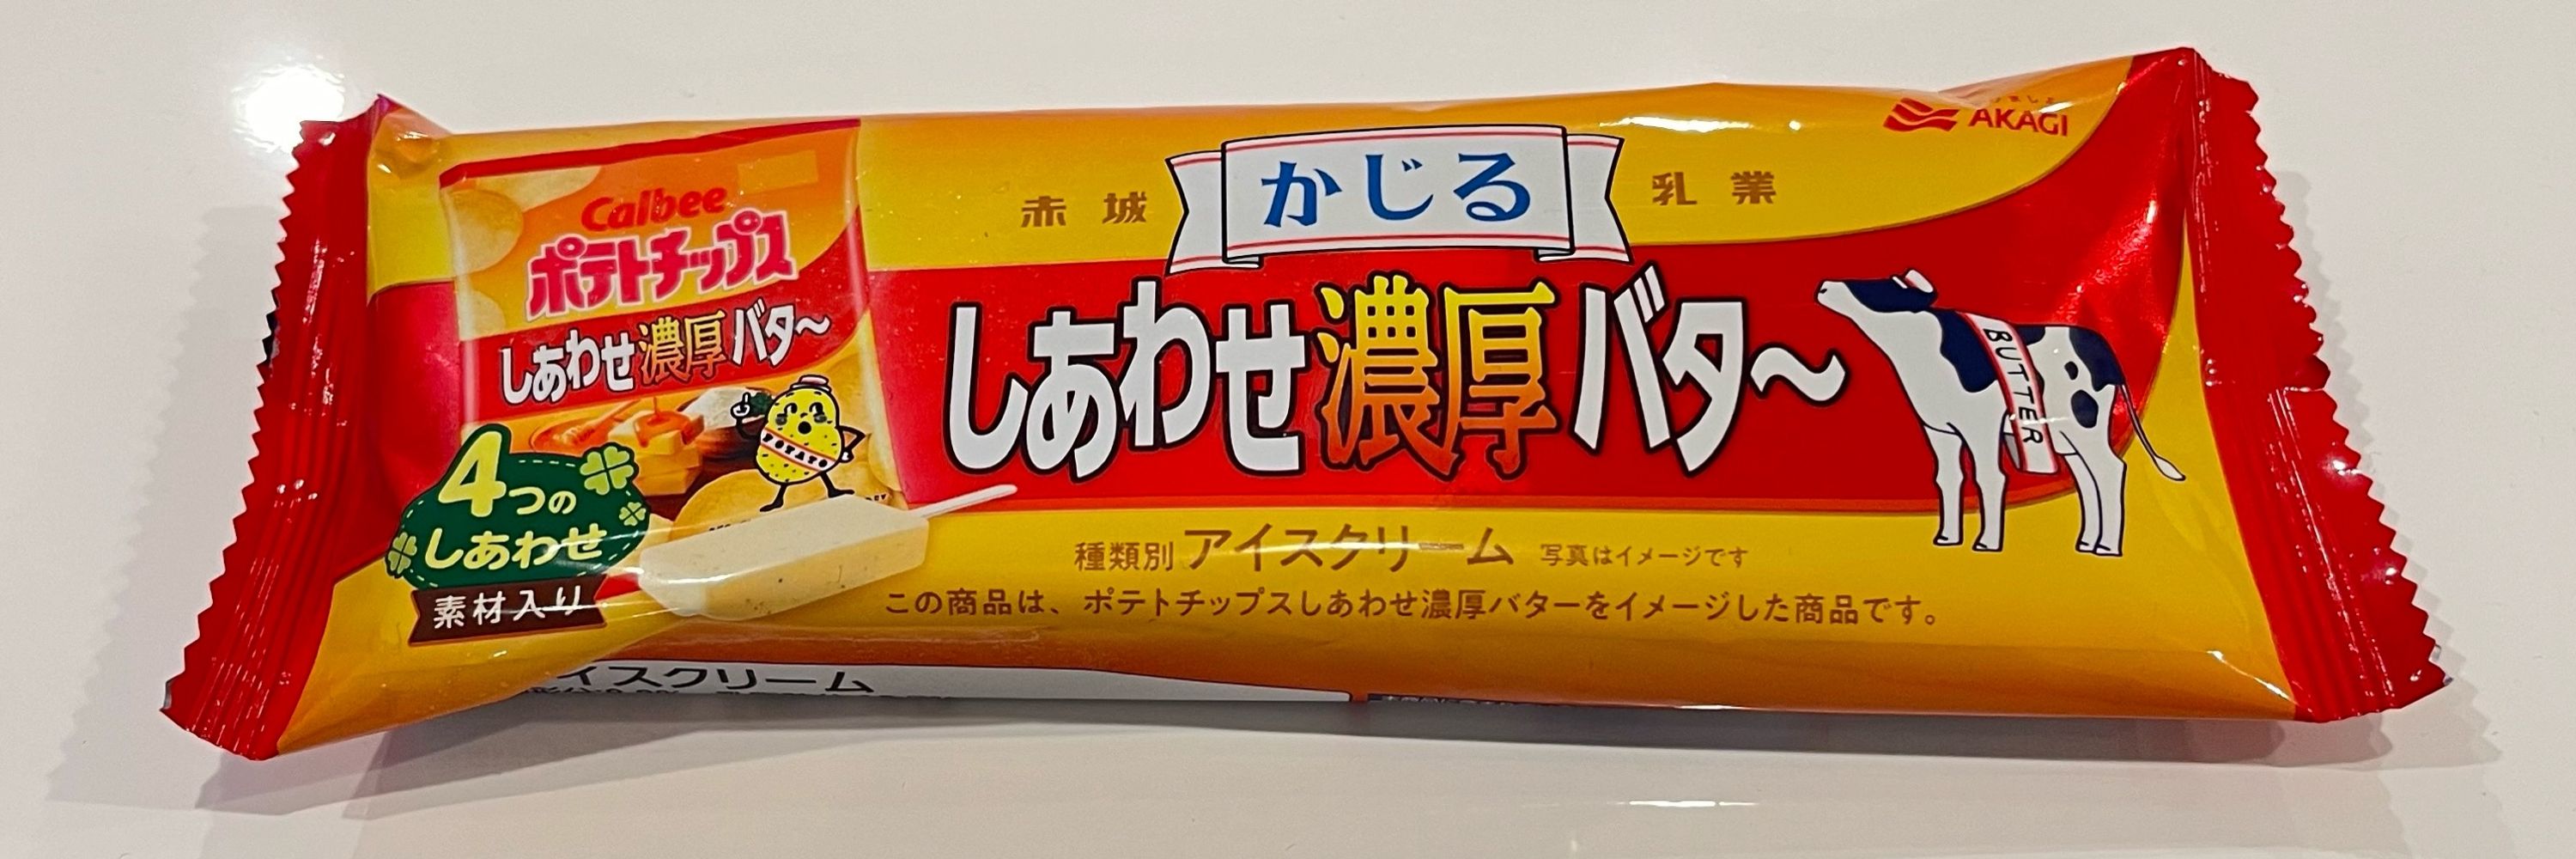 Calbee
ポテトチップス
しあわせ濃厚バタ〜
POTATO
4つの
しあわせ
素材入り
赤城
かじる
乳業
AKAGI
しあわせ濃厚バタ〜
BUTTER
種類別 アイスクリーム 写真はイメージです
この商品は、ポテトチップスしあわせ濃厚バターをイメージした商品です。
イスクリーム